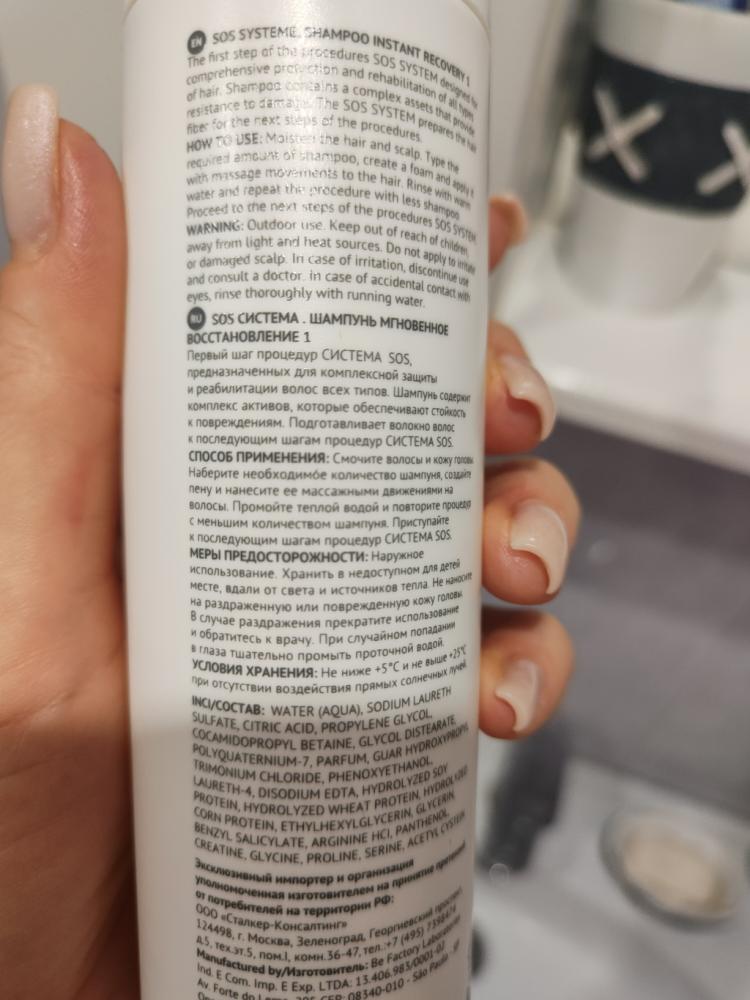 EN SOS SYSTEME. SHAMPOO INSTANT RECOVERY 1
The first step of the procedures SOS SYSTEM designed for
comprehensive protection and rehabilitation of all types
of hair. Shampoo contains a complex assets that provide
resistance to damage. The SOS SYSTEM prepares the hair
fiber for the next steps of the procedures.
HOW TO USE: Moisten the hair and scalp. Type the
required amount of shampoo, create a foam and apply it
with massage movements to the hair. Rinse with warm
water and repeat the procedure with less shampoo
Proceed to the next steps of the procedures SOS SYSTEM
WARNING: Outdoor use. Keep out of reach of children,
away from light and heat sources. Do not apply to irritated
or damaged scalp. In case of irritation, discontinue use
and consult a doctor. In case of accidental contact with
eyes, rinse thoroughly with running water.
RU SOS СИСТЕМА . ШАМПУНЬ МГНОВЕННОЕ
ВОССТАНОВЛЕНИЕ 1
Первый шаг процедур СИСТЕМА SOS,
предназначенных для комплексной защиты
и реабилитации волос всех типов. Шампунь содержит
комплекс активов, которые обеспечивают стойкость
к повреждениям. Подготавливает волокно волос
к последующим шагам процедур СИСТЕМА SOS.
СПОСОБ ПРИМЕНЕНИЯ: Смочите волосы и кожу головы.
Наберите необходимое количество шампуня, создайте
пену и нанесите ее массажными движениями на
волосы. Промойте теплой водой и повторите процедуру
с меньшим количеством шампуня. Приступайте
к последующим шагам процедур СИСТЕМА SOS.
МЕРЫ ПРЕДОСТОРОЖНОСТИ: Наружное
использование. Хранить в недоступном для детей
месте, вдали от света и источников тепла. Не наносите
на раздраженную или поврежденную кожу головы.
В случае раздражения прекратите использование
и обратитесь к врачу. При случайном попадании
в глаза тщательно промыть проточной водой.
УСЛОВИЯ ХРАНЕНИЯ: Не ниже +5°C и не выше +25°C
при отсутствии воздействия прямых солнечных лучей.
INCI/СОСТАВ: WATER (AQUA), SODIUM LAURETH
SULFATE, CITRIC ACID, PROPYLENE GLYCOL,
COCAMIDOPROPYL BETAINE, GLYCOL DISTEARATE,
POLYQUATERNIUM-7, PARFUM, GUAR HYDROXYPROPYL
TRIMONIUM CHLORIDE, PHENOXYETHANOL,
LAURETH-4, DISODIUM EDTA, HYDROLYZED SOY
PROTEIN, HYDROLYZED WHEAT PROTEIN, HYDROLYZED
CORN PROTEIN, ETHYLHEXYLGLYCERIN, GLYCERIN,
BENZYL SALICYLATE, ARGININE HCl, PANTHENOL,
CREATINE, GLYCINE, PROLINE, SERINE, ACETYL CYSTEIN
Эксклюзивный импортер и организация
уполномоченная изготовителем на принятие претензий
от потребителей на территории РФ:
ООО «Сталкер-Консалтинг»
124498, г. Москва, Зеленоград, Георгиевский проспект,
д.5, тех.эт.5, пом.I, комн.36-47, тел.:+7 (495) 7398474
Manufactured by/Изготовитель: Be Factory Laboratorio
Ind. E Com. Imp. E Exp. LTDA: 13.406.983/0001-02
Av. Forte do 205 CEP: 08340-010 - São Paulo - SP